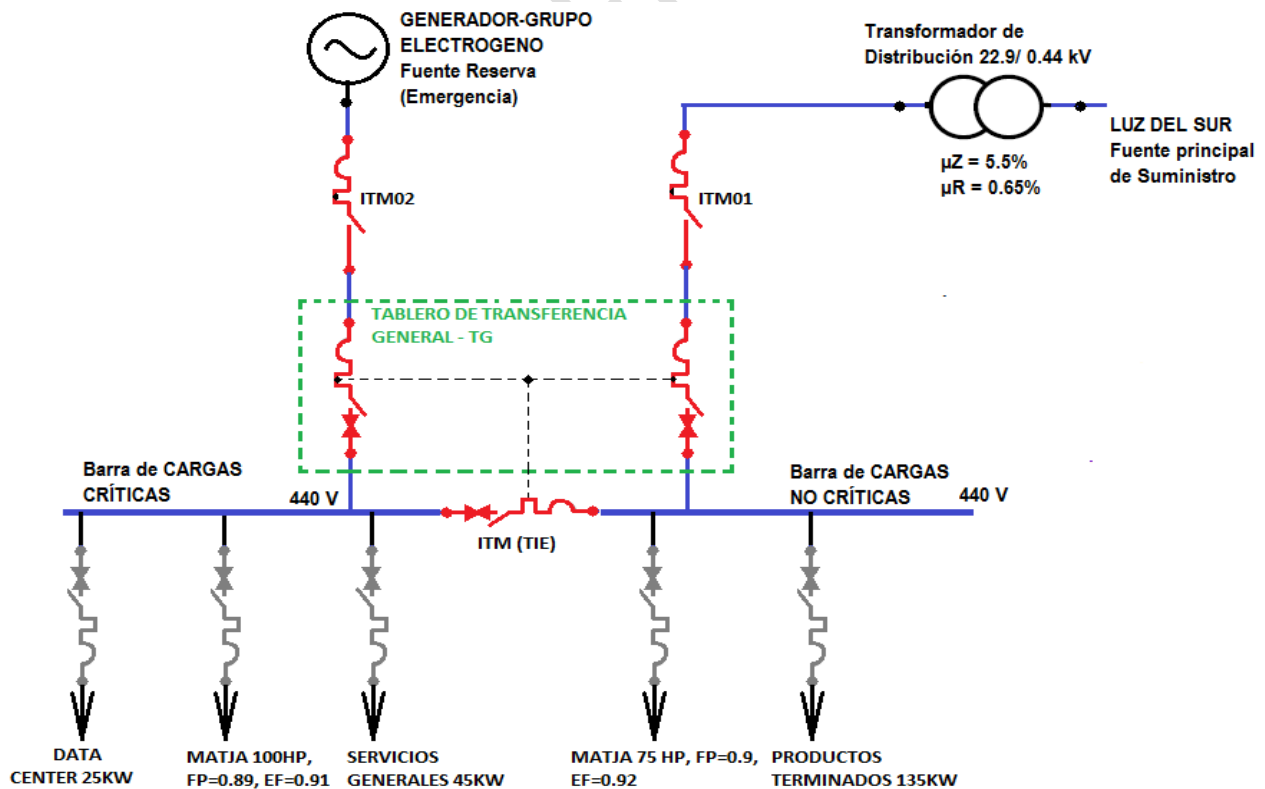 GENERADOR-GRUPO
ELECTROGENO
Fuente Reserva
(Emergencia)
Transformador de
Distribución 22.9/ 0.44 kV
LUZ DEL SUR
Fuente principal
de Suministro
µZ = 5.5%
µR = 0.65%
ITM02
ITM01
TABLERO DE TRANSFERENCIA
GENERAL - TG
Barra de CARGAS
CRÍTICAS
440 V
Barra de CARGAS
NO CRÍTICAS
440 V
ITM (TIE)
DATA
CENTER 25KW
MATJA 100HP,
FP=0.89, EF=0.91
SERVICIOS
GENERALES 45KW
MATJA 75 HP, FP=0.9,
EF=0.92
PRODUCTOS
TERMINADOS 135KW